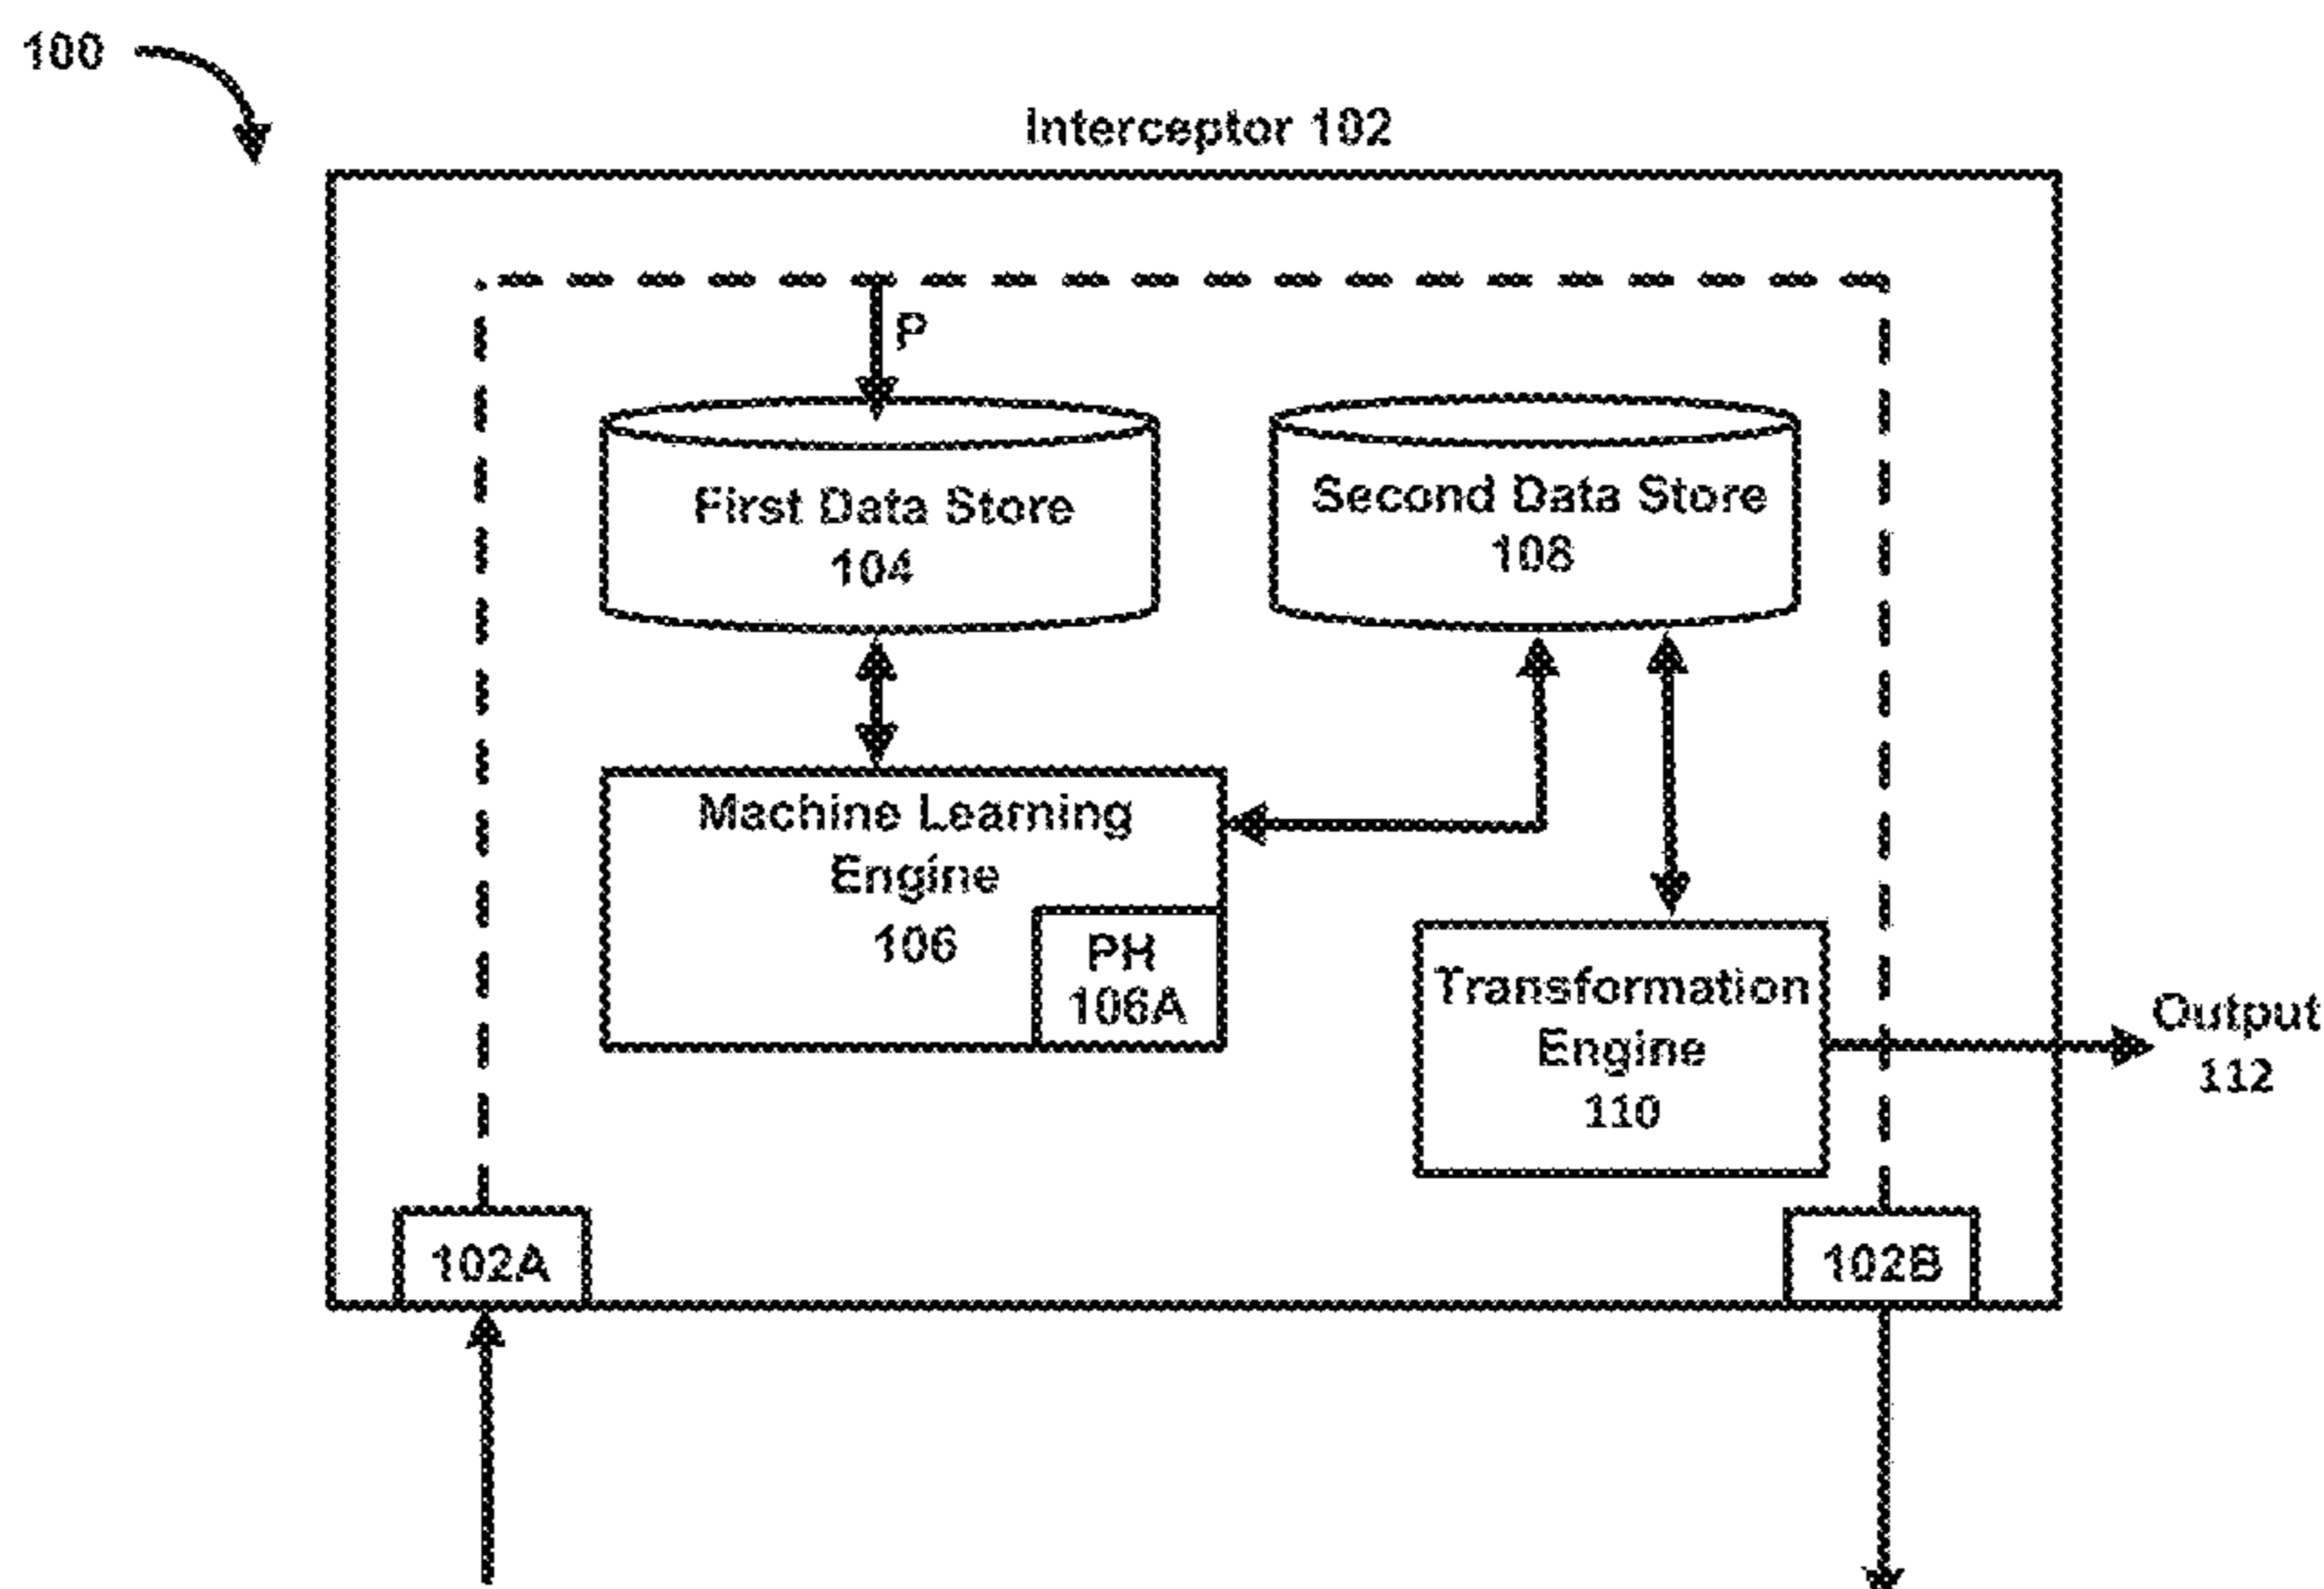 100
Interceptor 102
P
First Data Store
104
Second Data Store
108
Machine Learning
Engine
106
PH
106A
Transformation
Engine
110
Output
112
102A
102B